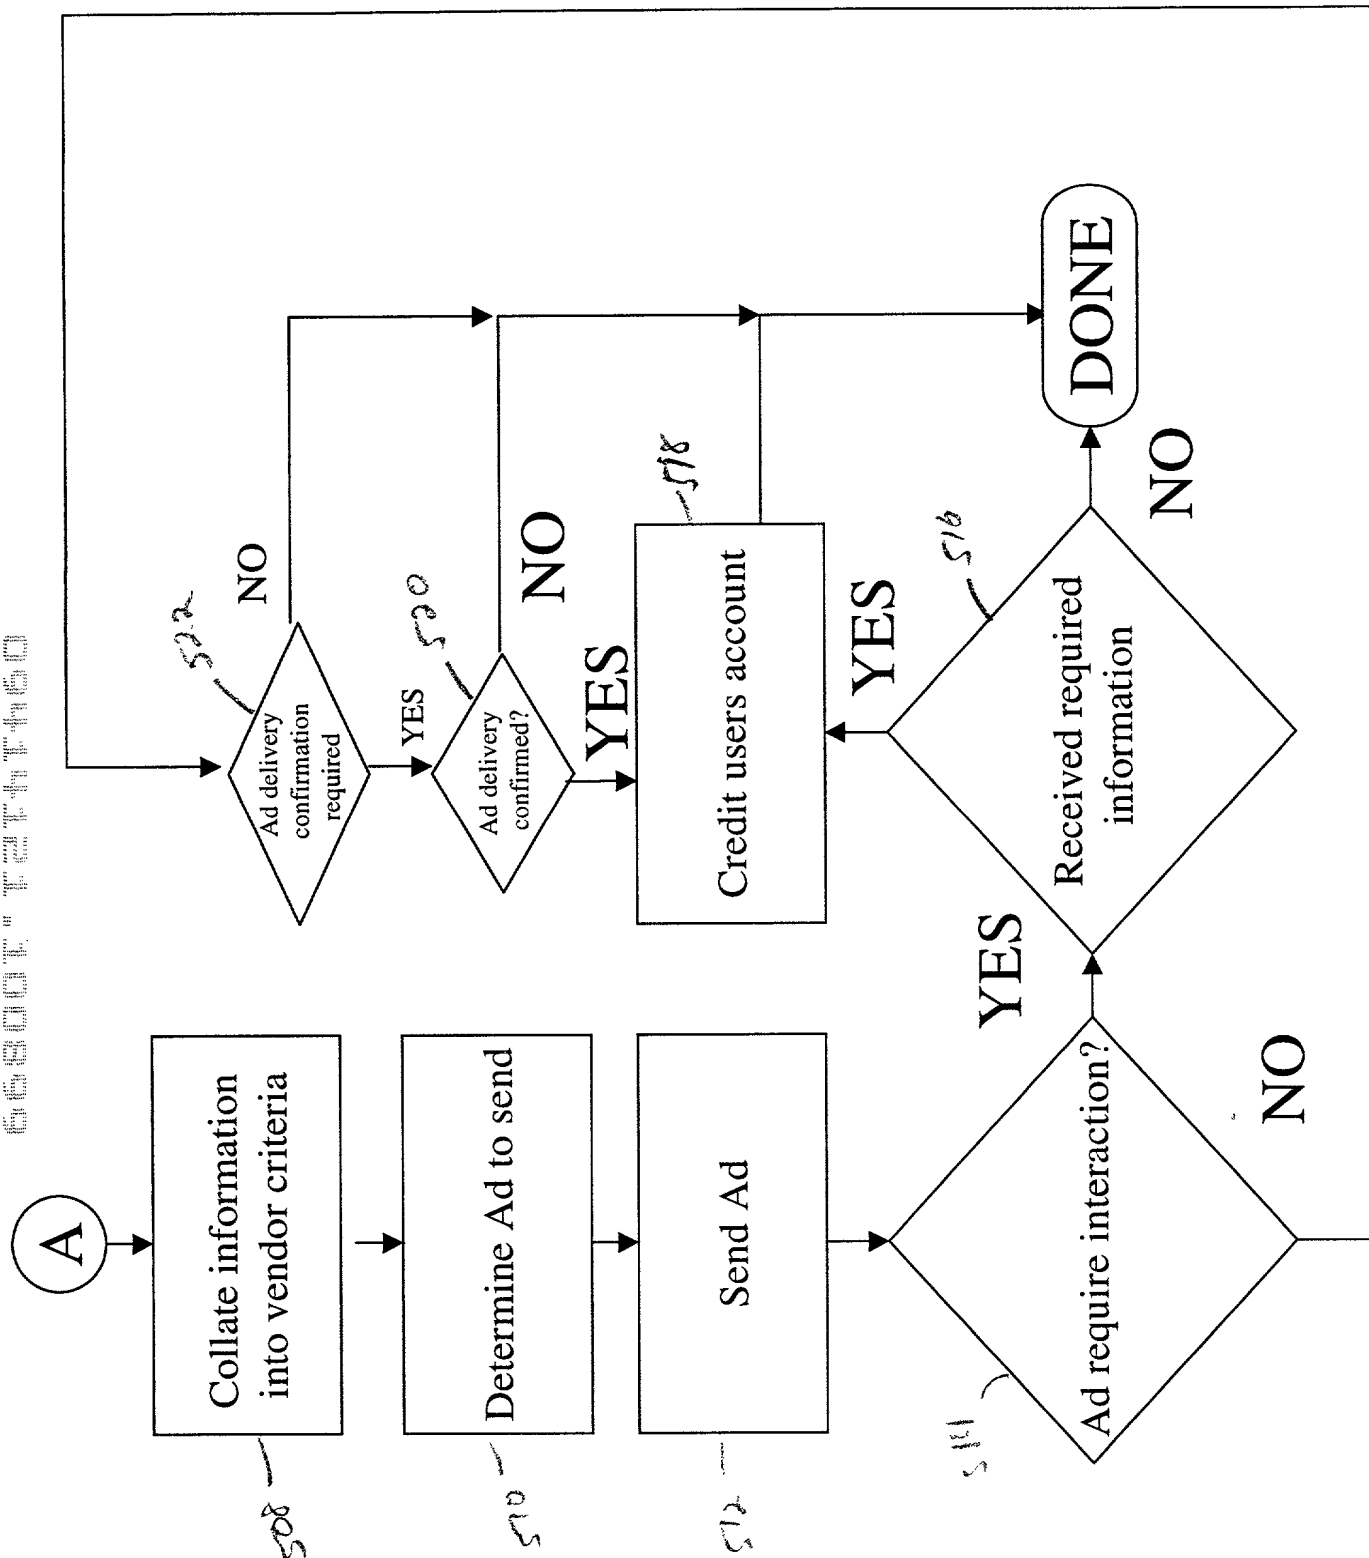 A
Collate information
into vendor criteria
508
Determine Ad to send
510
Send Ad
512
Ad require interaction?
514
YES
NO
Received required
information
516
YES
NO
Credit users account
518
Ad delivery
confirmed?
520
YES
NO
Ad delivery
confirmation
required
522
YES
NO
DONE